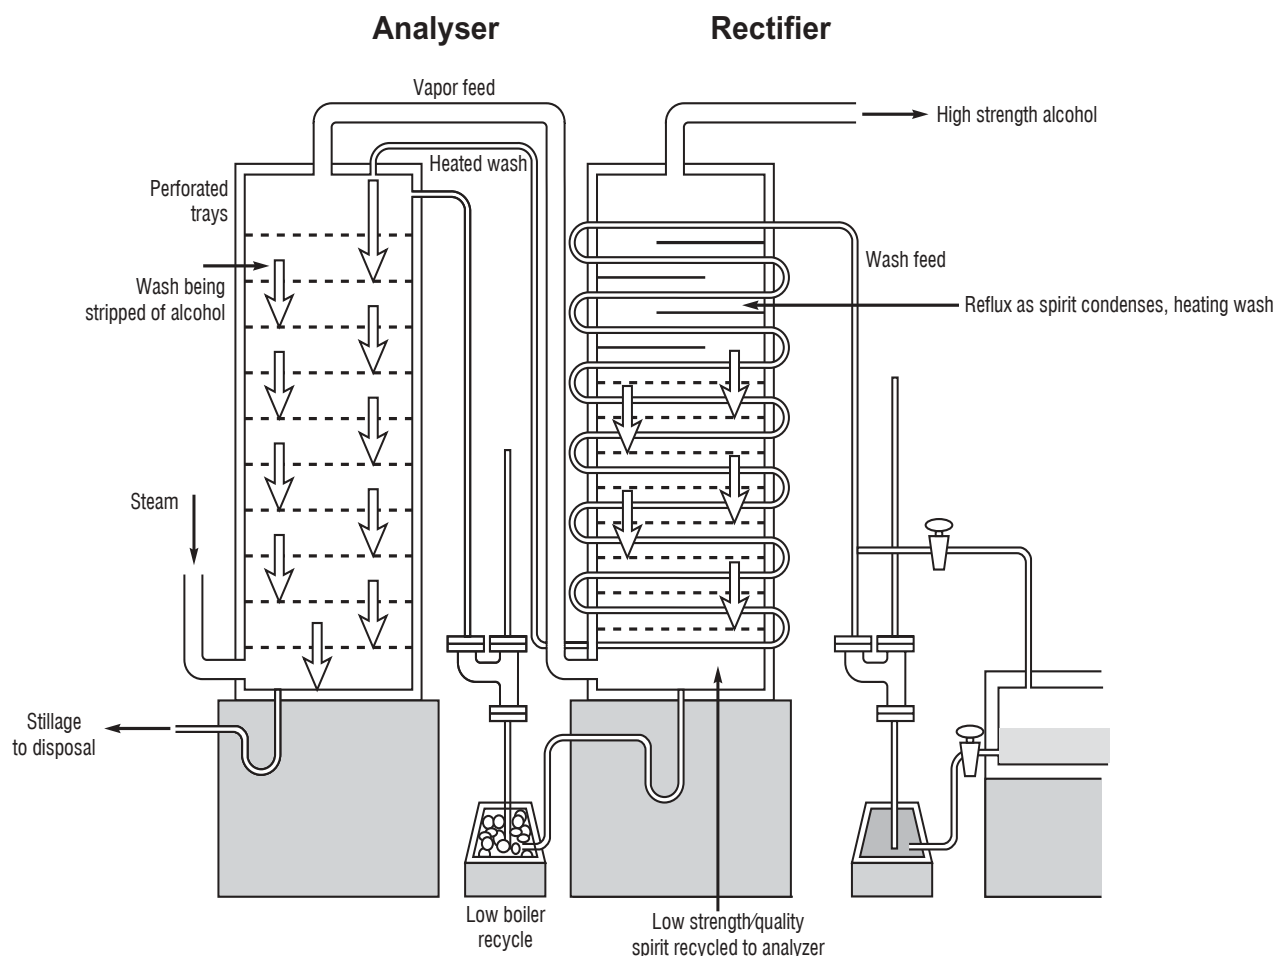 Analyser
Rectifier
Vapor feed
High strength alcohol
Heated wash
Perforated
trays
Wash feed
Wash being
stripped of alcohol
Reflux as spirit condenses, heating wash
Steam
Stillage
to disposal
Low boiler
recycle
Low strength/quality
spirit recycled to analyzer